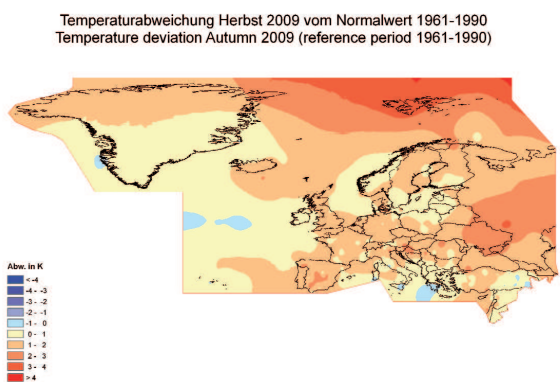 Temperaturabweichung Herbst 2009 vom Normalwert 1961-1990
Temperature deviation Autumn 2009 (reference period 1961-1990)
Abw. in K
< -4
-4 - -3
-3 - -2
-2 - -1
-1 - 0
0 - 1
1 - 2
2 - 3
3 - 4
> 4